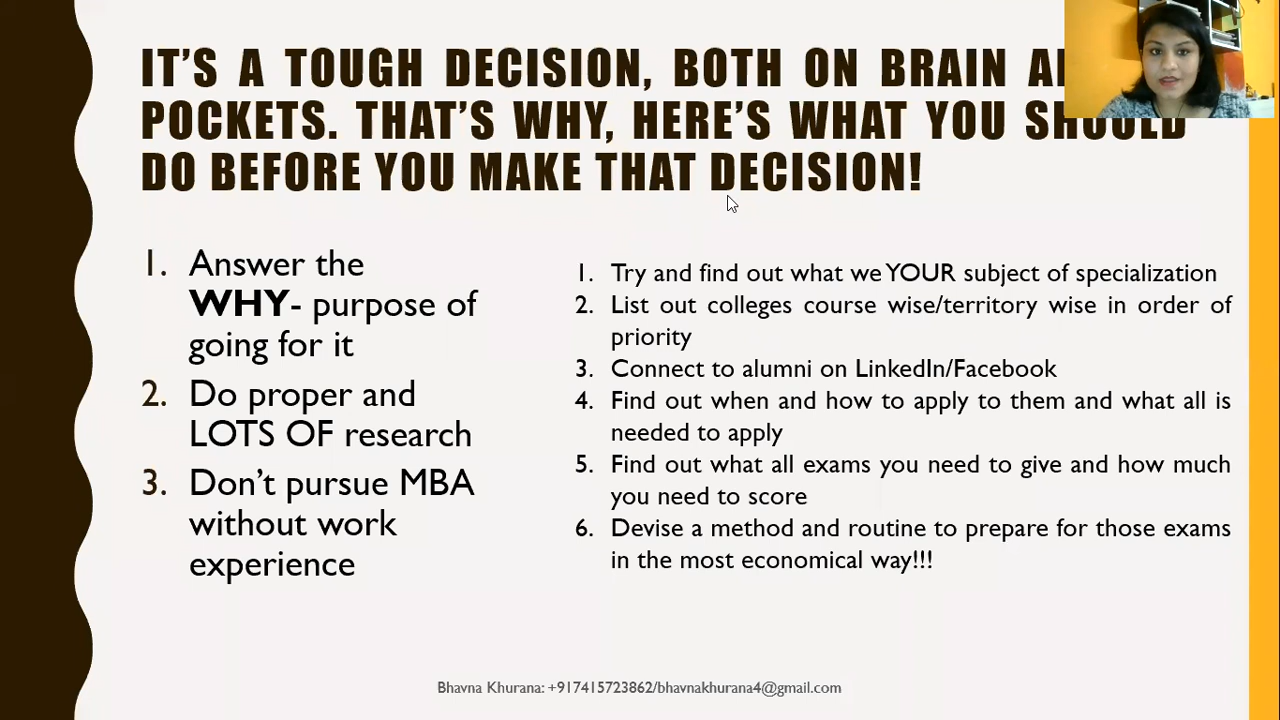 IT'S A TOUGH DECISION, BOTH ON BRAIN
POCKETS. THAT'S WHY, HERE'S WHAT YOU SHOULD
DO BEFORE YOU MAKE THAT DECISION!
1. Answer the
WHY- purpose of
going for it
2. Do proper and
LOTS OF research
3. Don't pursue MBA
without work
experience
1. Try and find out what we YOUR subject of specialization
2. List out colleges course wise/territory wise in order of
priority
3. Connect to alumni on LinkedIn/Facebook
4. Find out when and how to apply to them and what all is
needed to apply
5. Find out what all exams you need to give and how much
you need to score
6. Devise a method and routine to prepare for those exams
in the most economical way!!!
Bhavna Khurana: +917415723862/bhavnakhurana4@gmail.com